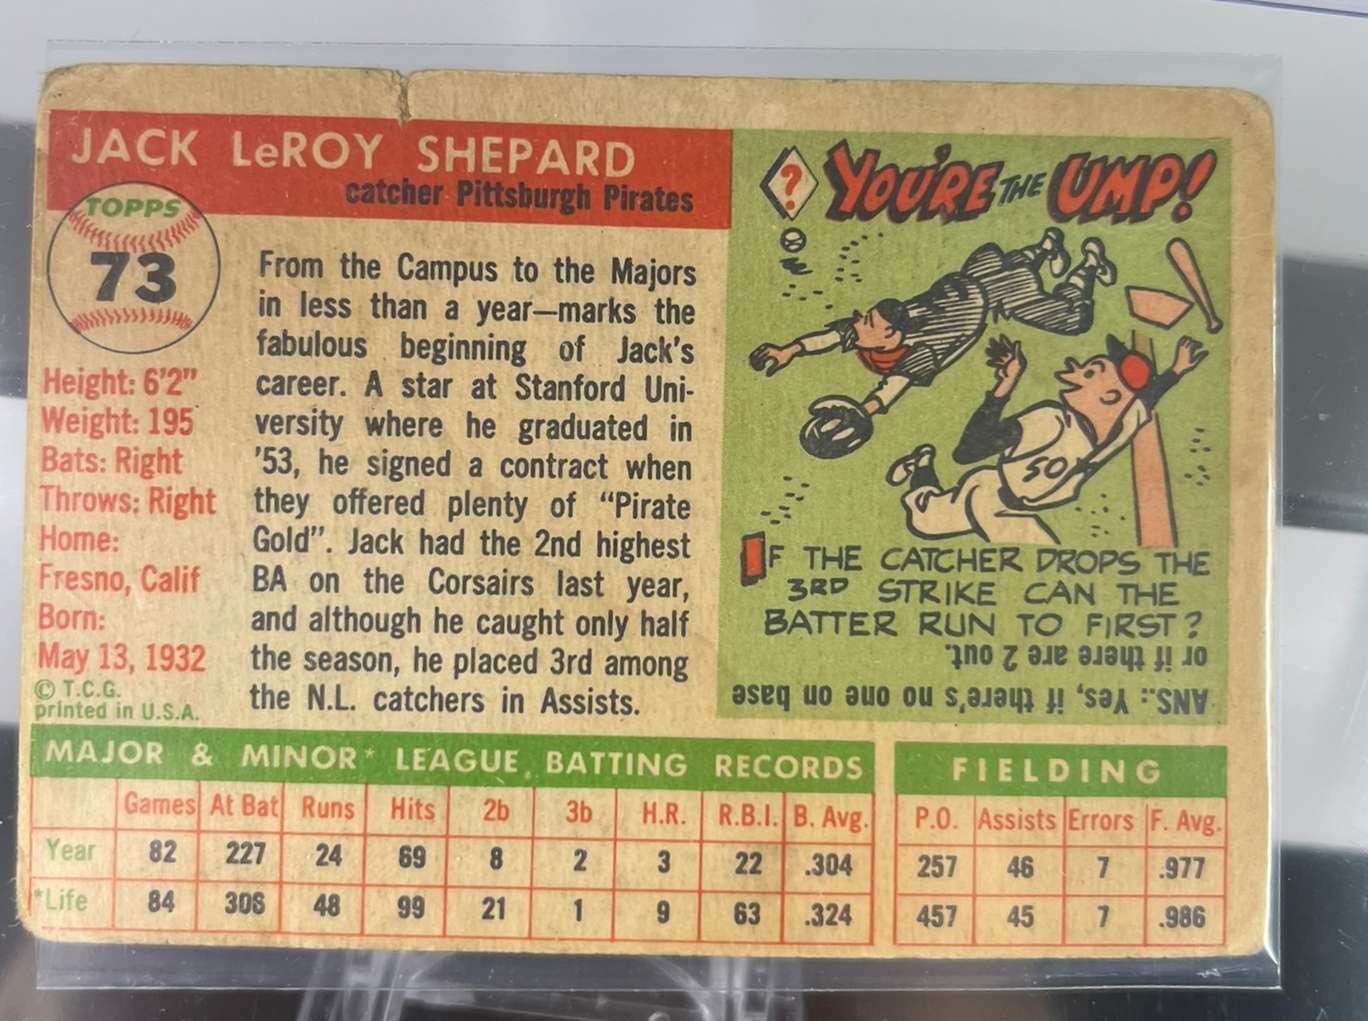 JACK LeROY SHEPARD
catcher Pittsburgh Pirates
TOPPS
73
Height: 6'2"
Weight: 195
Bats: Right
Throws: Right
Home:
Fresno, Calif
Born:
May 13, 1932
© T.C.G.
printed in U.S.A.
From the Campus to the Majors
in less than a year—marks the
fabulous beginning of Jack's
career. A star at Stanford Uni-
versity where he graduated in
'53, he signed a contract when
they offered plenty of "Pirate
Gold". Jack had the 2nd highest
BA on the Corsairs last year,
and although he caught only half
the season, he placed 3rd among
the N.L. catchers in Assists.
? YOU'RE THE UMP!
50
IF THE CATCHER DROPS THE
3RD STRIKE CAN THE
BATTER RUN TO FIRST?
ANS.: Yes, if there's no one on base
or if there are 2 out.
MAJOR & MINOR* LEAGUE BATTING RECORDS
Games At Bat Runs Hits 2b 3b H.R. R.B.I. B. Avg.
Year 82 227 24 69 8 2 3 22 .304
*Life 84 306 48 99 21 1 9 63 .324
FIELDING
P.O. Assists Errors F. Avg.
257 46 7 .977
457 45 7 .986